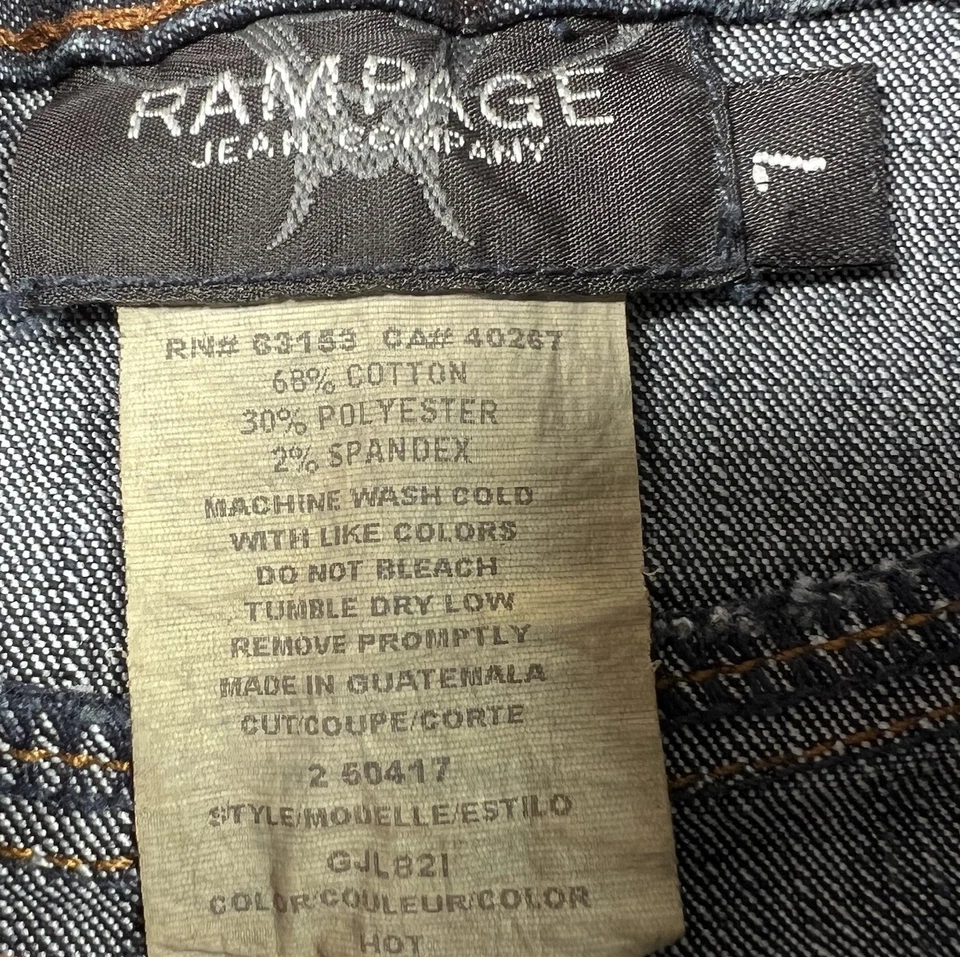 RAMPAGE
JEAN COMPANY
7
RN# 63153 CA# 40267
68% COTTON
30% POLYESTER
2% SPANDEX
MACHINE WASH COLD
WITH LIKE COLORS
DO NOT BLEACH
TUMBLE DRY LOW
REMOVE PROMPTLY
MADE IN GUATEMALA
CUT/COUPE/CORTE
2 50417
STYLE/MODELLE/ESTILO
GJL821
COLOR/COULEUR/COLOR
HOT